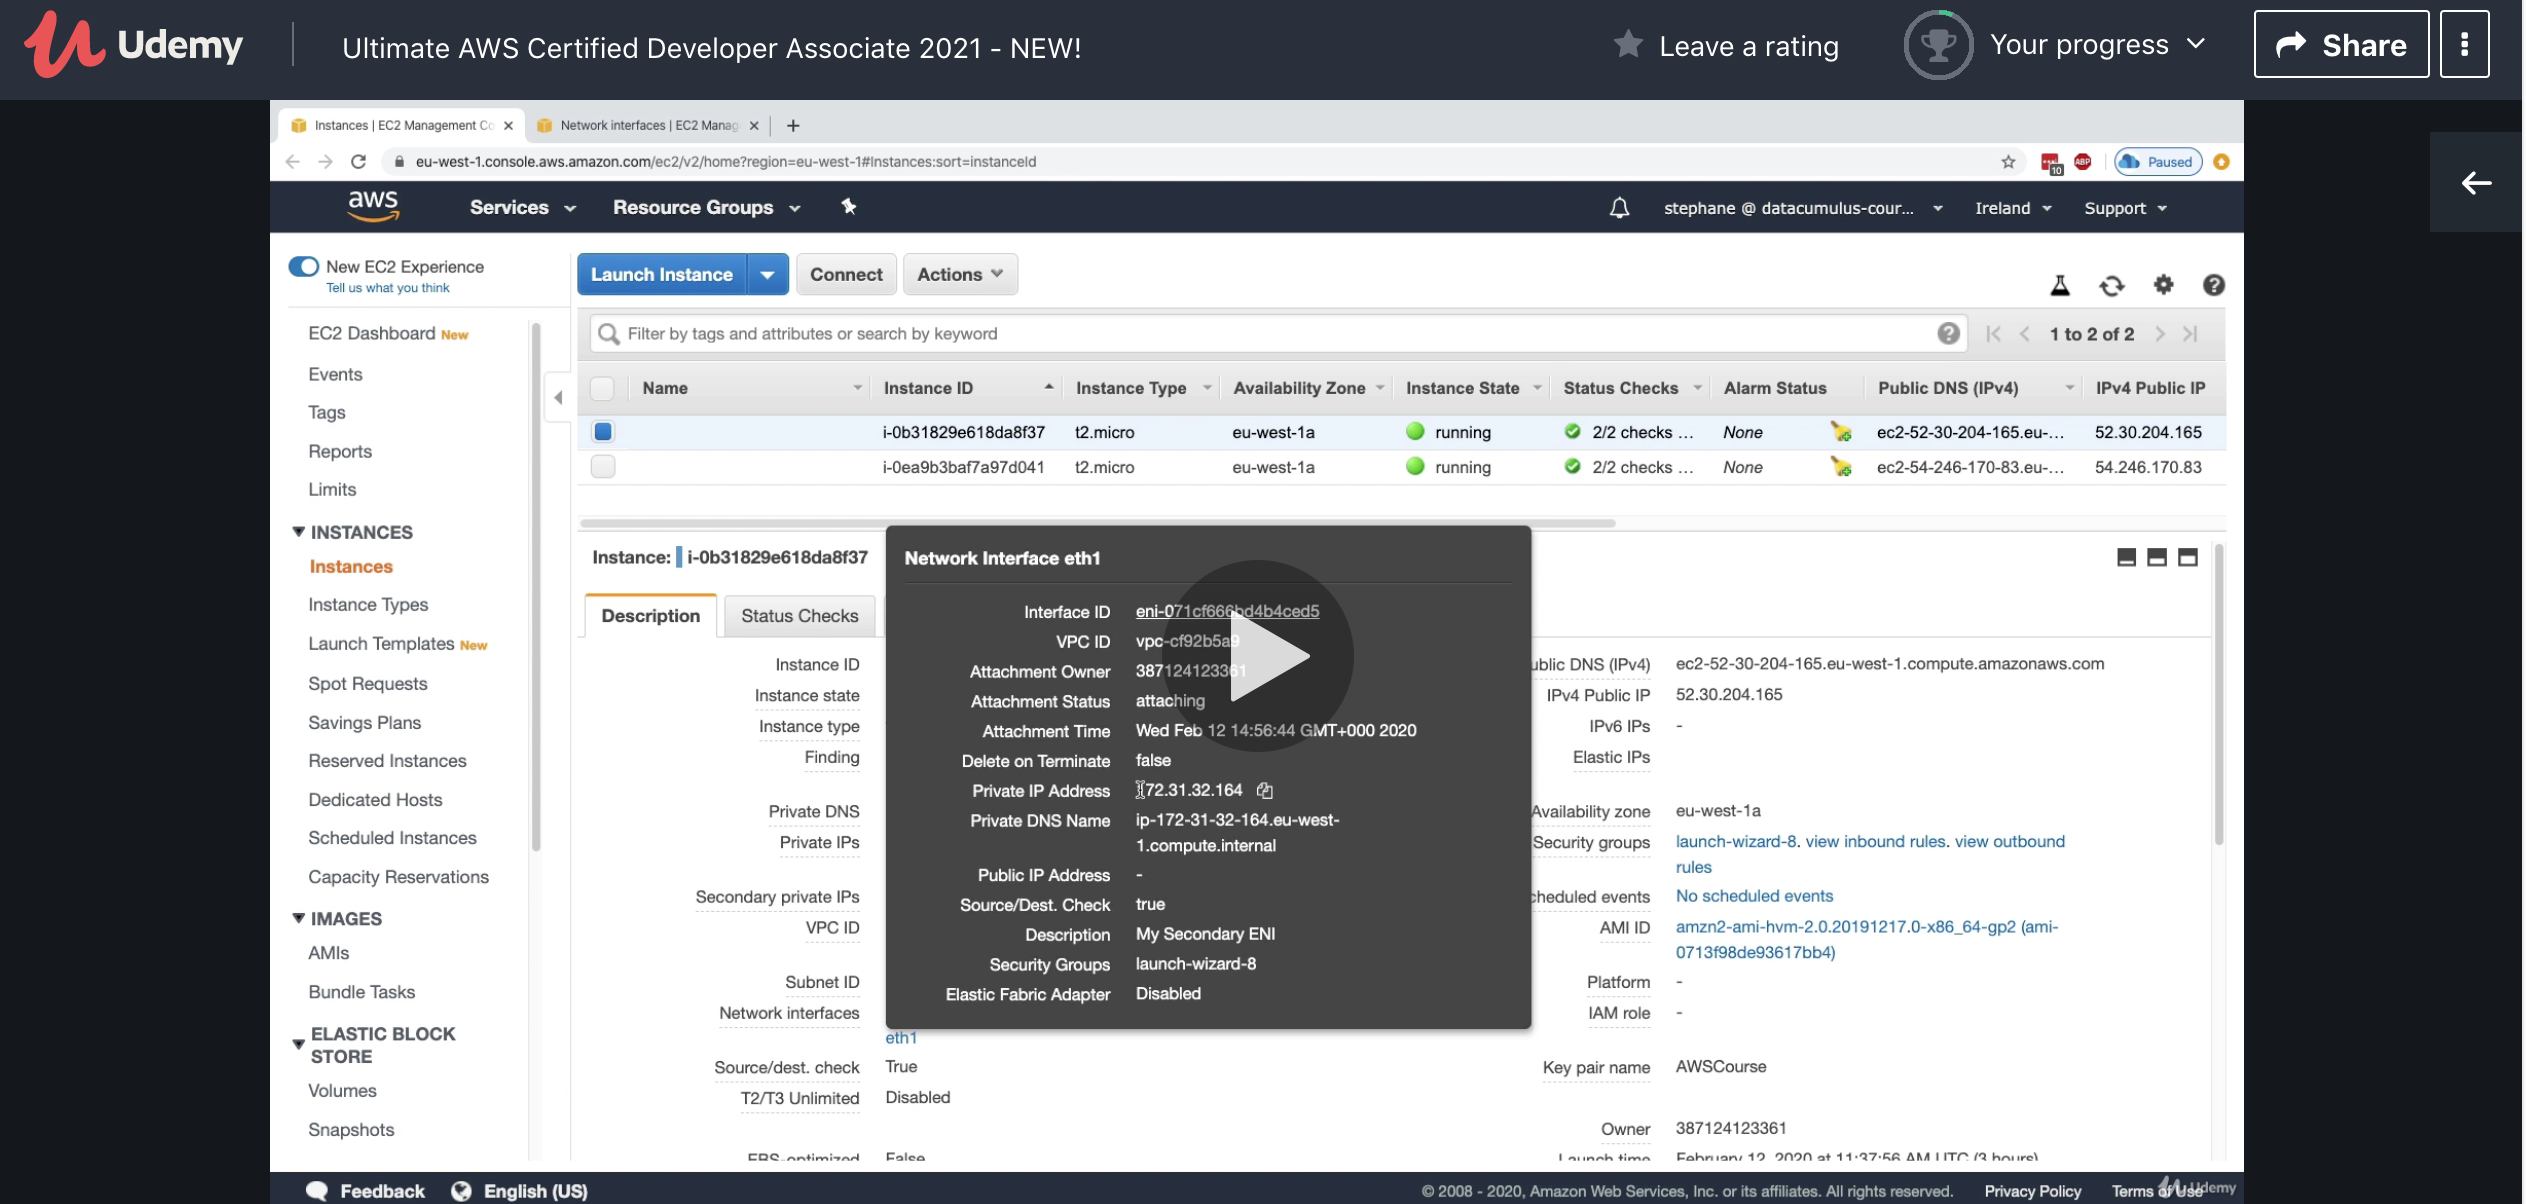 Udemy
Ultimate AWS Certified Developer Associate 2021 - NEW!
Leave a rating
Your progress
Share
Instances | EC2 Management Co
Network interfaces | EC2 Manag
eu-west-1.console.aws.amazon.com/ec2/v2/home?region=eu-west-1#Instances:sort=instanceId
10
ABP
Paused
aws
Services
Resource Groups
stephane @ datacumulus-cour...
Ireland
Support
New EC2 Experience
Tell us what you think
EC2 Dashboard New
Events
Tags
Reports
Limits
INSTANCES
Instances
Instance Types
Launch Templates New
Spot Requests
Savings Plans
Reserved Instances
Dedicated Hosts
Scheduled Instances
Capacity Reservations
IMAGES
AMIs
Bundle Tasks
ELASTIC BLOCK
STORE
Volumes
Snapshots
Launch Instance
Connect
Actions
Filter by tags and attributes or search by keyword
1 to 2 of 2
Name Instance ID Instance Type Availability Zone Instance State Status Checks Alarm Status Public DNS (IPv4) IPv4 Public IP
i-0b31829e618da8f37 t2.micro eu-west-1a running 2/2 checks ... None ec2-52-30-204-165.eu-... 52.30.204.165
i-0ea9b3baf7a97d041 t2.micro eu-west-1a running 2/2 checks ... None ec2-54-246-170-83.eu-... 54.246.170.83
Instance: i-0b31829e618da8f37
Description
Status Checks
Instance ID
Instance state
Instance type
Finding
Private DNS
Private IPs
Secondary private IPs
VPC ID
Subnet ID
Network interfaces
eth1
Source/dest. check True
T2/T3 Unlimited Disabled
EBS-optimized False
Network Interface eth1
Interface ID eni-071cf666bd4b4ced5
VPC ID vpc-cf92b5a9
Attachment Owner 387124123361
Attachment Status attaching
Attachment Time Wed Feb 12 14:56:44 GMT+000 2020
Delete on Terminate false
Private IP Address 172.31.32.164
Private DNS Name ip-172-31-32-164.eu-west-
1.compute.internal
Public IP Address -
Source/Dest. Check true
Description My Secondary ENI
Security Groups launch-wizard-8
Elastic Fabric Adapter Disabled
ublic DNS (IPv4) ec2-52-30-204-165.eu-west-1.compute.amazonaws.com
IPv4 Public IP 52.30.204.165
IPv6 IPs -
Elastic IPs
Availability zone eu-west-1a
Security groups launch-wizard-8. view inbound rules. view outbound
rules
cheduled events No scheduled events
AMI ID amzn2-ami-hvm-2.0.20191217.0-x86_64-gp2 (ami-
0713f98de93617bb4)
Platform -
IAM role -
Key pair name AWSCourse
Owner 387124123361
Launch time February 12, 2020 at 11:37:56 AM UTC (3 hours)
Feedback
English (US)
© 2008 - 2020, Amazon Web Services, Inc. or its affiliates. All rights reserved.
Privacy Policy
Terms of Use
Udemy